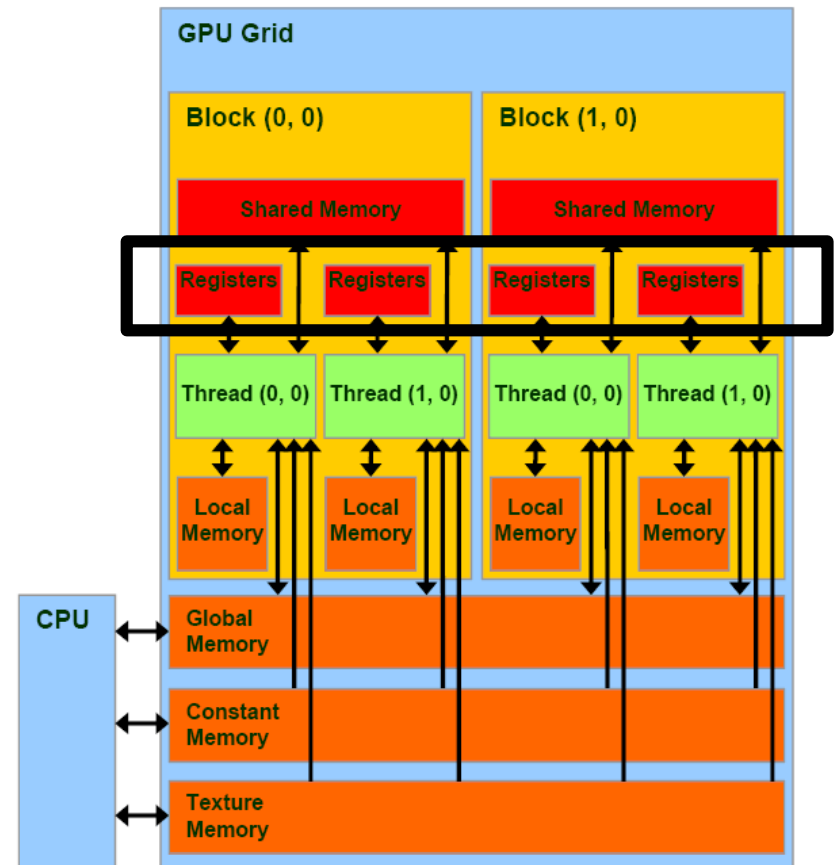 GPU Grid
Block (0, 0)
Block (1, 0)
Shared Memory
Shared Memory
Registers
Registers
Registers
Registers
Thread (0, 0)
Thread (1, 0)
Thread (0, 0)
Thread (1, 0)
Local
Memory
Local
Memory
Local
Memory
Local
Memory
CPU
Global
Memory
Constant
Memory
Texture
Memory